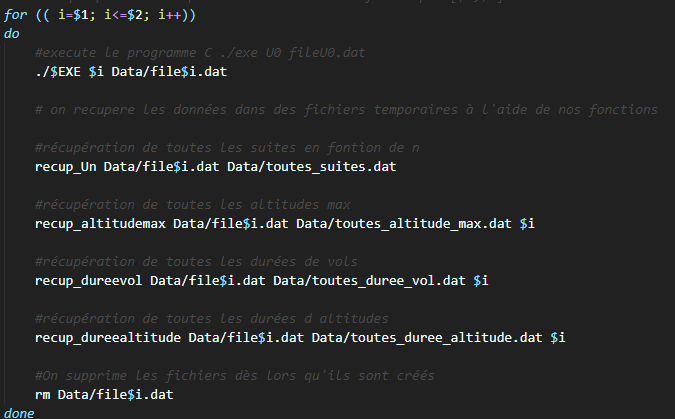 for (( i=$1; i<=$2; i++))
do
#execute le programme C ./exe U0 fileU0.dat
./$EXE $i Data/file$i.dat
# on recupere les données dans des fichiers temporaires à l'aide de nos fonctions
#récupération de toutes les suites en fontion de n
recup_Un Data/file$i.dat Data/toutes_suites.dat
#récupération de toutes les altitudes max
recup_altitudemax Data/file$i.dat Data/toutes_altitude_max.dat $i
#récupération de toutes les durées de vols
recup_dureevol Data/file$i.dat Data/toutes_duree_vol.dat $i
#récupération de toutes les durées d altitudes
recup_dureealtitude Data/file$i.dat Data/toutes_duree_altitude.dat $i
#On supprime les fichiers dès lors qu'ils sont créés
rm Data/file$i.dat
done